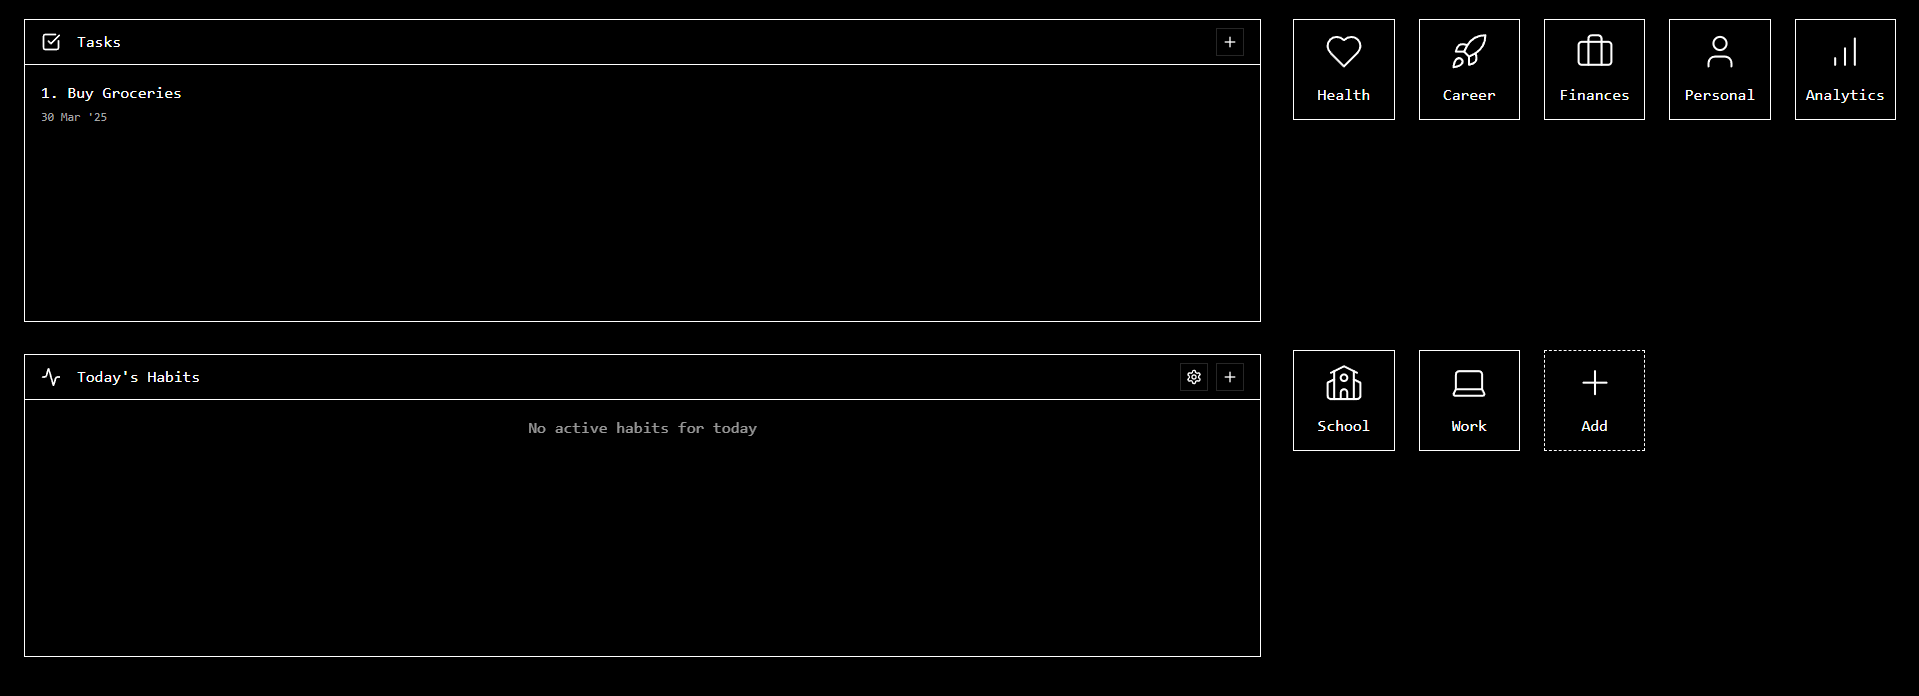 Tasks
1. Buy Groceries
30 Mar '25
Health
Career
Finances
Personal
Analytics
Today's Habits
No active habits for today
School
Work
Add